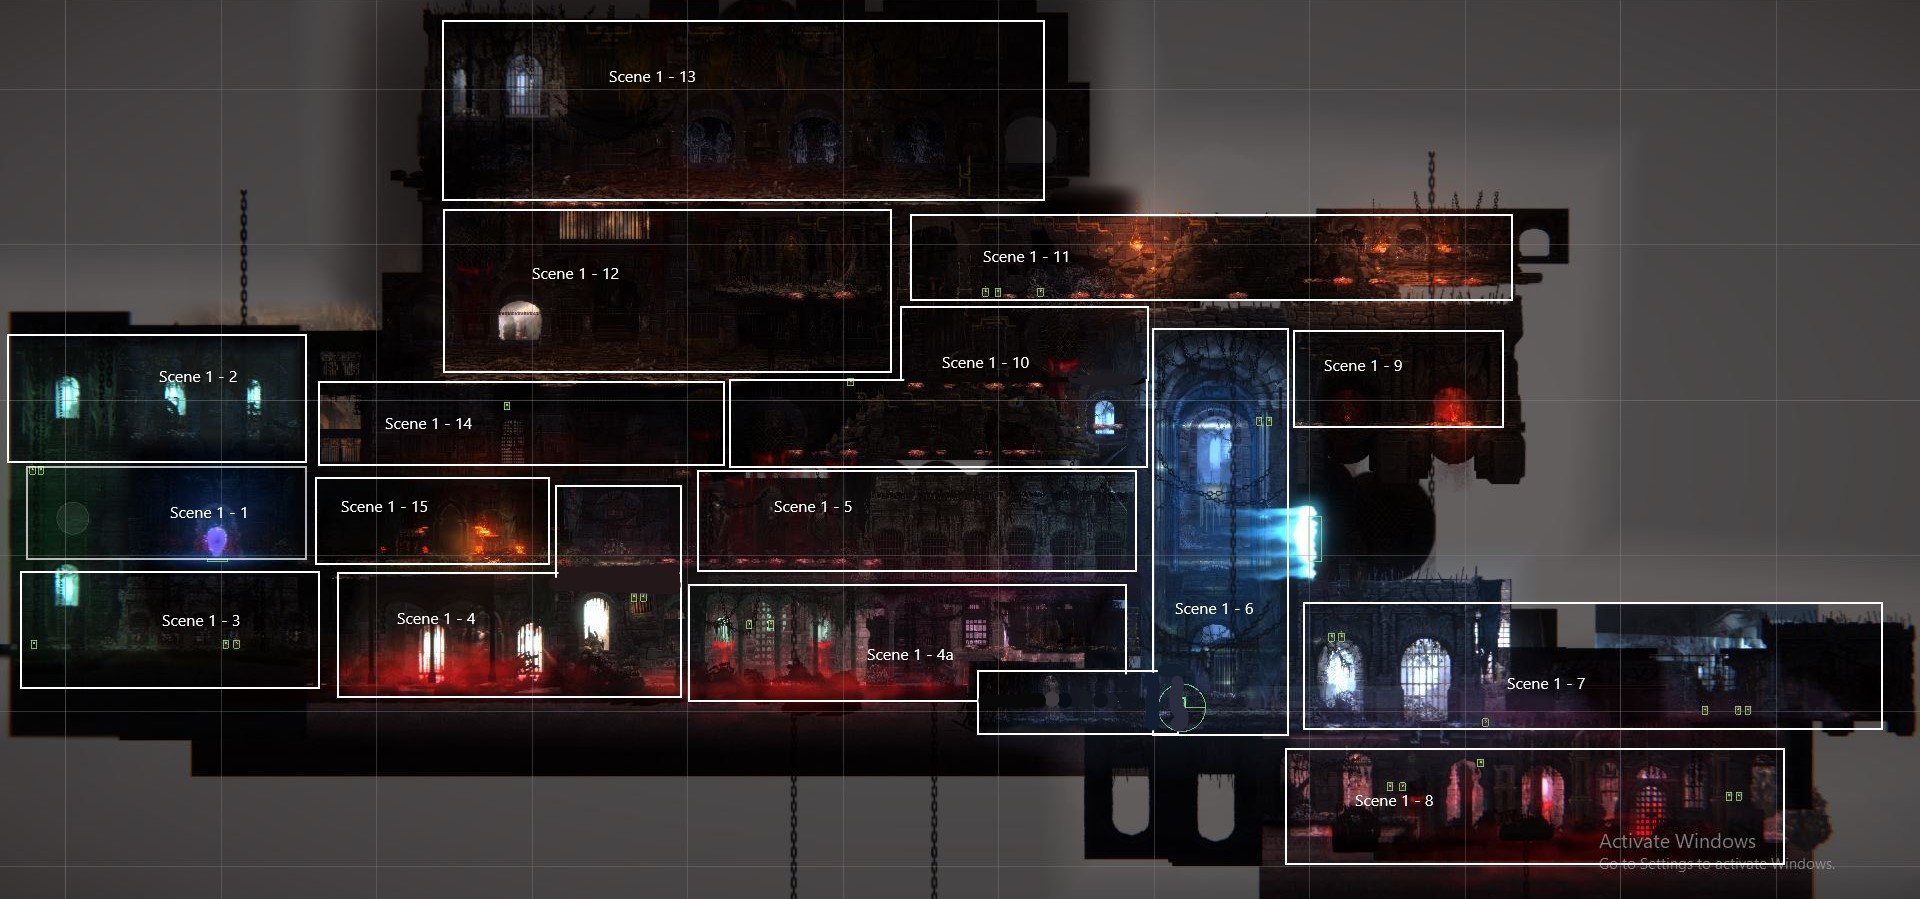 Scene 1 - 13
Scene 1 - 12
Scene 1 - 11
Scene 1 - 10
Scene 1 - 9
Scene 1 - 2
Scene 1 - 14
Scene 1 - 1
Scene 1 - 15
Scene 1 - 5
Scene 1 - 3
Scene 1 - 4
Scene 1 - 4a
Scene 1 - 6
Scene 1 - 7
Scene 1 - 8
Activate Windows
Go to Settings to activate Windows.